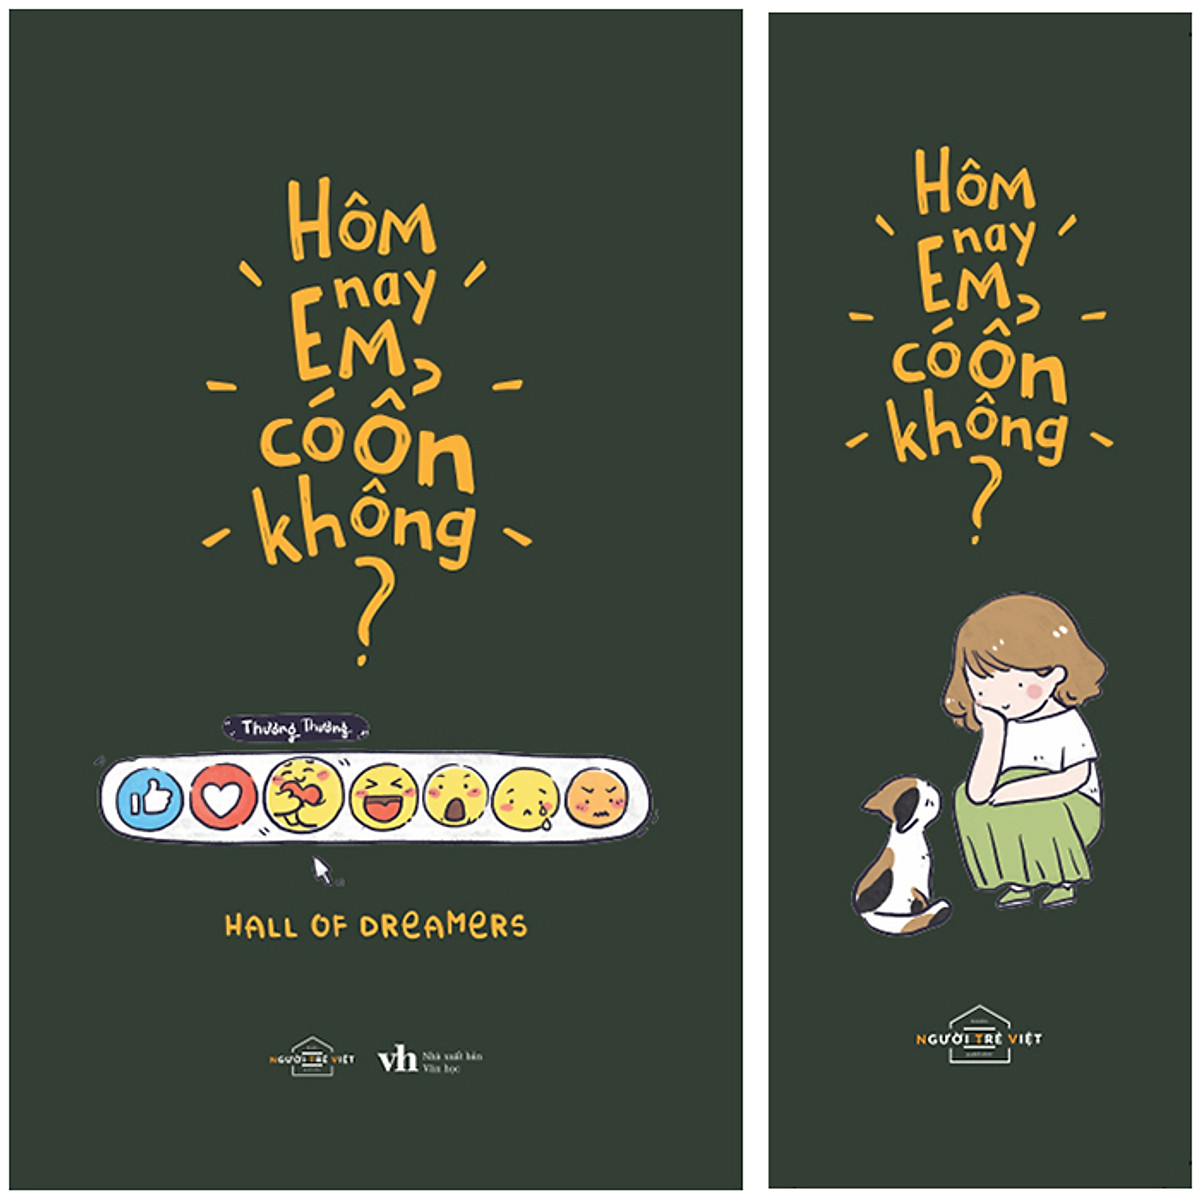 Hôm
nay
Em
có ổn
không
?
Thương Thương
HALL OF DREAMERS
NGƯỜI TRẺ VIỆT
vh
Nhà xuất bản
Văn học
Hôm
nay
Em
có ổn
không
?
NGƯỜI TRẺ VIỆT